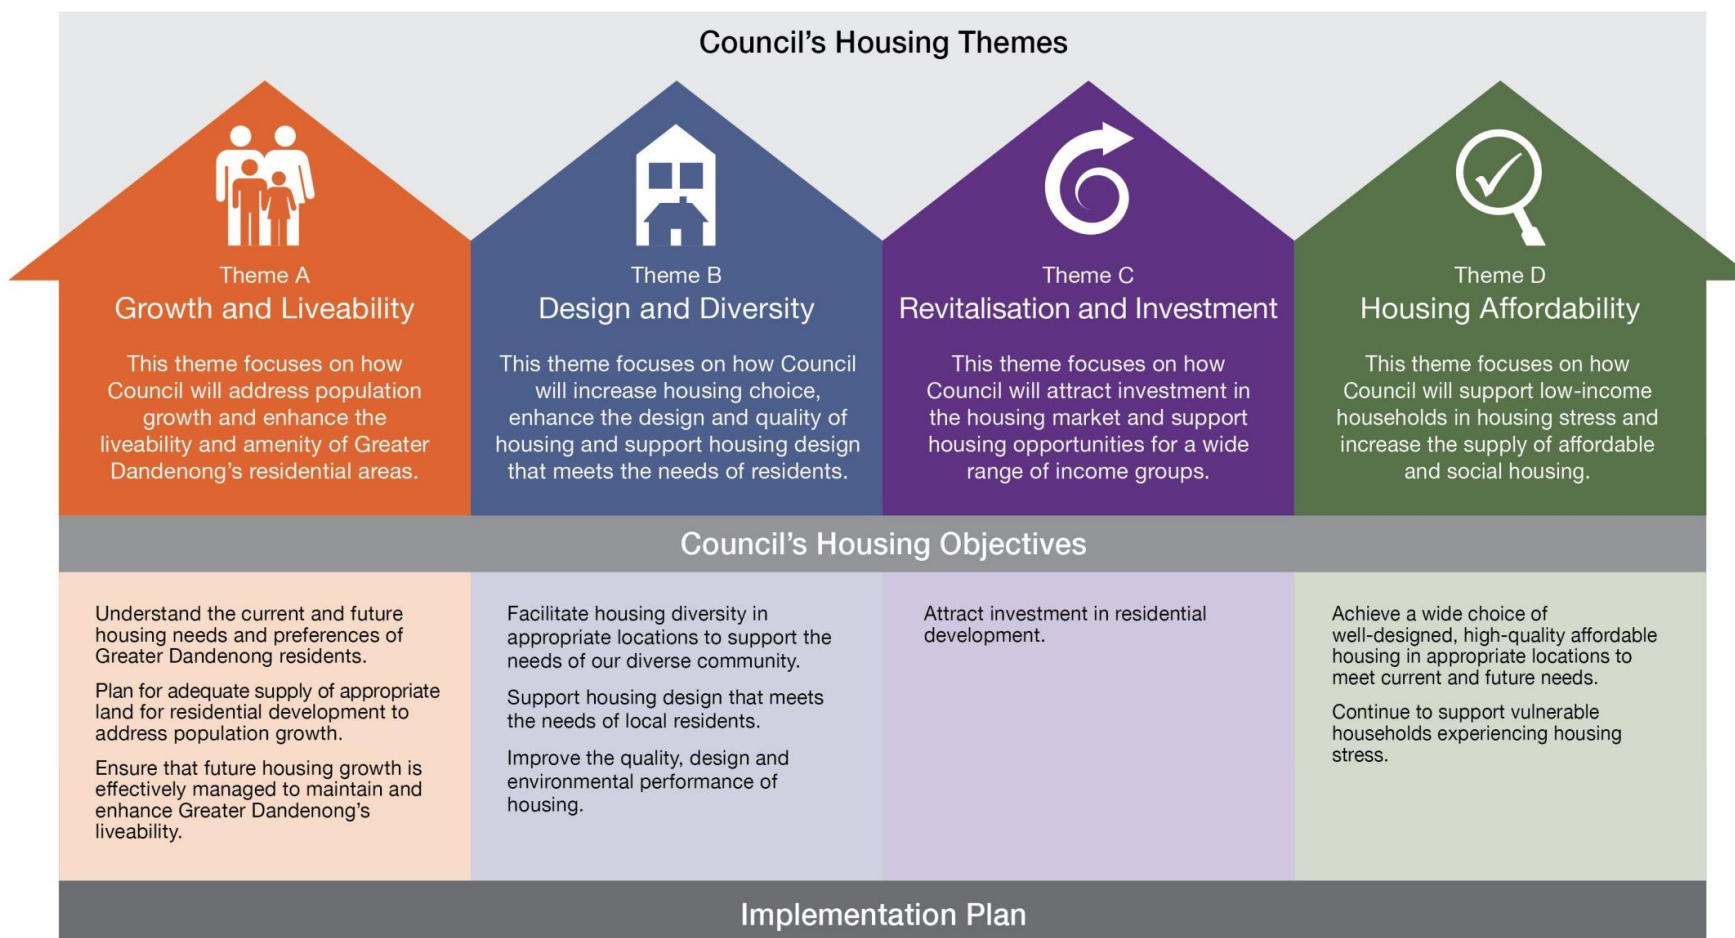 Council's Housing Themes
Theme A
Growth and Liveability
This theme focuses on how
Council will address population
growth and enhance the
liveability and amenity of Greater
Dandenong's residential areas.
Theme B
Design and Diversity
This theme focuses on how Council
will increase housing choice,
enhance the design and quality of
housing and support housing design
that meets the needs of residents.
Theme C
Revitalisation and Investment
This theme focuses on how
Council will attract investment in
the housing market and support
housing opportunities for a wide
range of income groups.
Theme D
Housing Affordability
This theme focuses on how
Council will support low-income
households in housing stress and
increase the supply of affordable
and social housing.
Council's Housing Objectives
Understand the current and future
housing needs and preferences of
Greater Dandenong residents.
Plan for adequate supply of appropriate
land for residential development to
address population growth.
Ensure that future housing growth is
effectively managed to maintain and
enhance Greater Dandenong's
liveability.
Facilitate housing diversity in
appropriate locations to support the
needs of our diverse community.
Support housing design that meets
the needs of local residents.
Improve the quality, design and
environmental performance of
housing.
Attract investment in residential
development.
Achieve a wide choice of
well-designed, high-quality affordable
housing in appropriate locations to
meet current and future needs.
Continue to support vulnerable
households experiencing housing
stress.
Implementation Plan